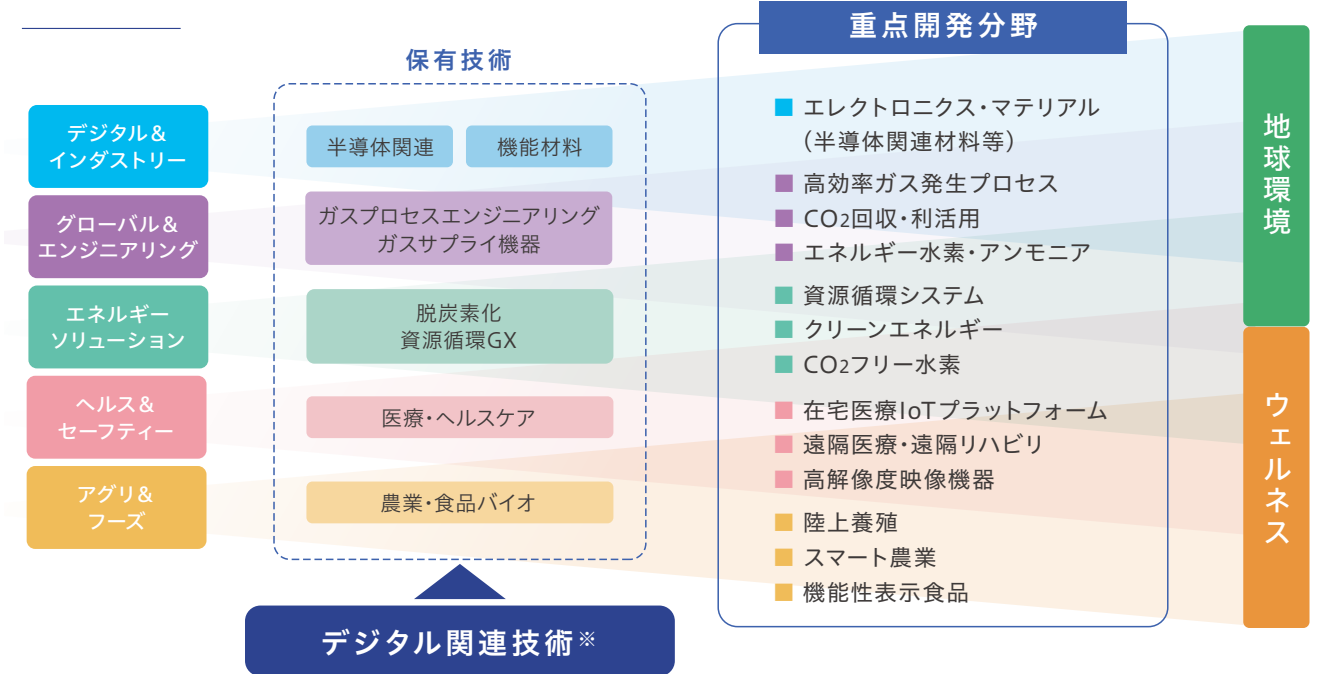 保有技術
重点開発分野
デジタル&
インダストリー
グローバル&
エンジニアリング
エネルギー
ソリューション
ヘルス&
セーフティー
アグリ&
フーズ
半導体関連
機能材料
ガスプロセスエンジニアリング
ガスサプライ機器
脱炭素化
資源循環GX
医療・ヘルスケア
農業・食品バイオ
デジタル関連技術※
■ エレクトロニクス・マテリアル
(半導体関連材料等)
■ 高効率ガス発生プロセス
■ CO2回収・利活用
■ エネルギー水素・アンモニア
■ 資源循環システム
■ クリーンエネルギー
■ CO2フリー水素
■ 在宅医療IoTプラットフォーム
■ 遠隔医療・遠隔リハビリ
■ 高解像度映像機器
■ 陸上養殖
■ スマート農業
■ 機能性表示食品
地球環境
ウェルネス